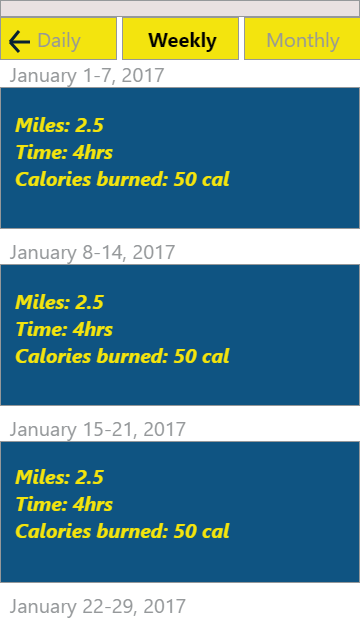 Daily Weekly Monthly
January 1-7, 2017
Miles: 2.5
Time: 4hrs
Calories burned: 50 cal
January 8-14, 2017
Miles: 2.5
Time: 4hrs
Calories burned: 50 cal
January 15-21, 2017
Miles: 2.5
Time: 4hrs
Calories burned: 50 cal
January 22-29, 2017